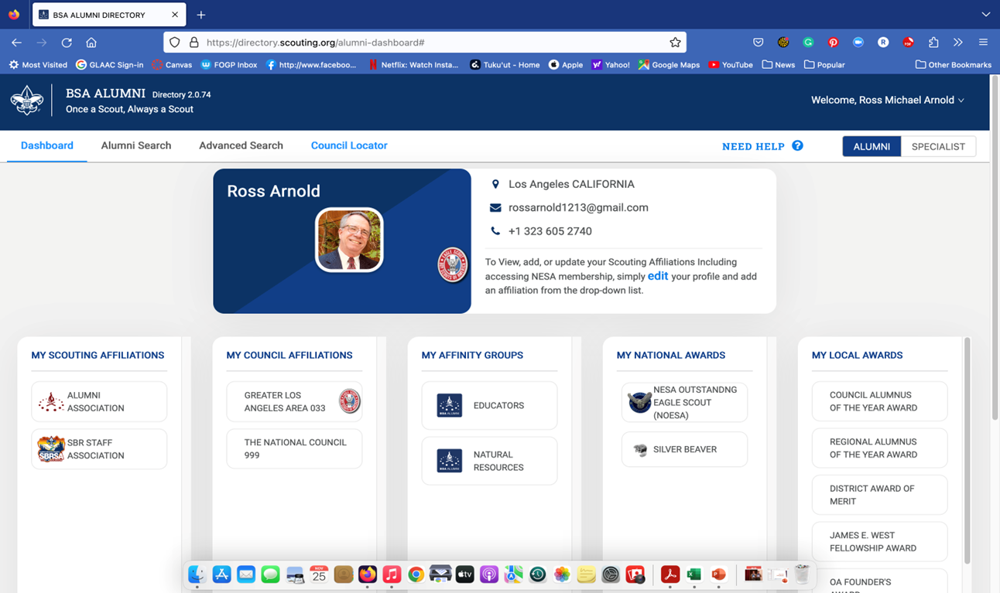 BSA ALUMNI DIRECTORY
https://directory.scouting.org/alumni-dashboard#
Most Visited GLAAC Sign-in Canvas FOGP Inbox http://www.faceboo... Netflix: Watch Insta... Tuku'ut - Home Apple Yahoo! Google Maps YouTube News Popular Other Bookmarks
BSA ALUMNI Directory 2.0.74
Once a Scout, Always a Scout
Welcome, Ross Michael Arnold
Dashboard Alumni Search Advanced Search Council Locator NEED HELP ? ALUMNI SPECIALIST
Ross Arnold
Los Angeles CALIFORNIA
rossarnold1213@gmail.com
+1 323 605 2740
To View, add, or update your Scouting Affiliations Including
accessing NESA membership, simply edit your profile and add
an affiliation from the drop-down list.
MY SCOUTING AFFILIATIONS
ALUMNI
ASSOCIATION
SBRSA
SBR STAFF
ASSOCIATION
MY COUNCIL AFFILIATIONS
GREATER LOS
ANGELES AREA 033
THE NATIONAL COUNCIL
999
MY AFFINITY GROUPS
EDUCATORS
NATURAL
RESOURCES
MY NATIONAL AWARDS
NESA OUTSTANDNG
EAGLE SCOUT
(NOESA)
SILVER BEAVER
MY LOCAL AWARDS
COUNCIL ALUMNUS
OF THE YEAR AWARD
REGIONAL ALUMNUS
OF THE YEAR AWARD
DISTRICT AWARD OF
MERIT
JAMES E. WEST
FELLOWSHIP AWARD
OA FOUNDER'S
NOV
25
tv